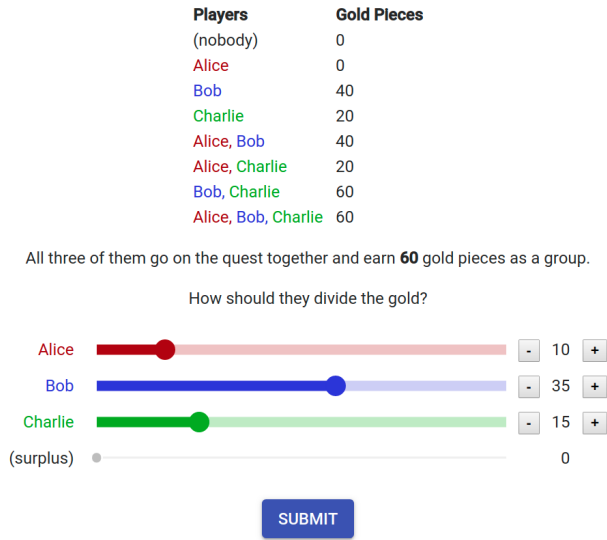 Players Gold Pieces
(nobody) 0
Alice 0
Bob 40
Charlie 20
Alice, Bob 40
Alice, Charlie 20
Bob, Charlie 60
Alice, Bob, Charlie 60
All three of them go on the quest together and earn 60 gold pieces as a group.
How should they divide the gold?
Alice - 10 +
Bob - 35 +
Charlie - 15 +
(surplus) 0
SUBMIT